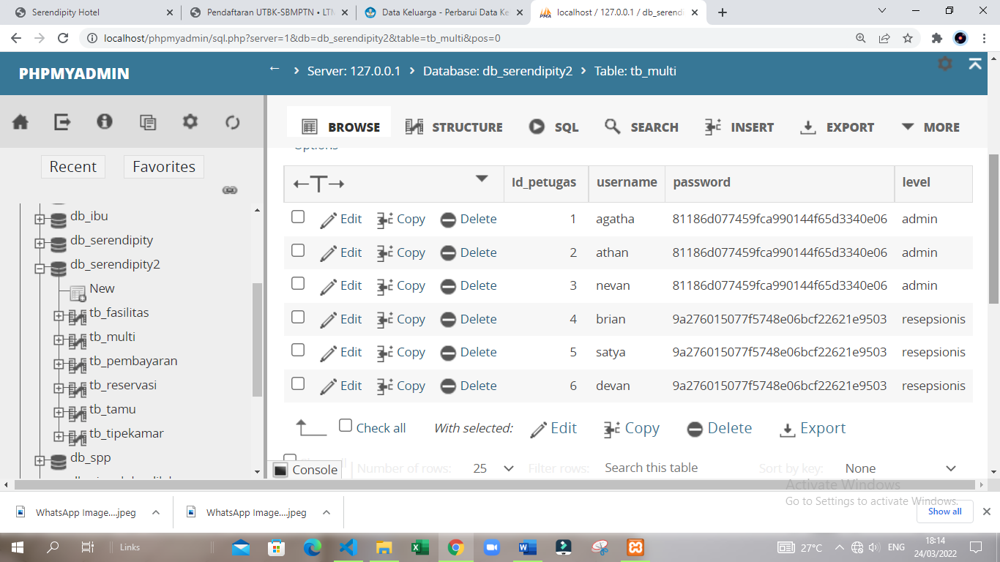 Serendipity Hotel
Pendaftaran UTBK-SBMPTN • LTM
Data Keluarga - Perbarui Data Ke
localhost / 127.0.0.1 / db_serendi
localhost/phpmyadmin/sql.php?server=1&db=db_serendipity2&table=tb_multi&pos=0
PHPMYADMIN
Server: 127.0.0.1 Database: db_serendipity2 Table: tb_multi
BROWSE STRUCTURE SQL SEARCH INSERT EXPORT MORE
Recent Favorites
Options
db_ibu
db_serendipity
db_serendipity2
New
tb_fasilitas
tb_multi
tb_pembayaran
tb_reservasi
tb_tamu
tb_tipekamar
db_spp
←T→ Id_petugas username password level
Edit Copy Delete 1 agatha 81186d077459fca990144f65d3340e06 admin
Edit Copy Delete 2 athan 81186d077459fca990144f65d3340e06 admin
Edit Copy Delete 3 nevan 81186d077459fca990144f65d3340e06 admin
Edit Copy Delete 4 brian 9a276015077f5748e06bcf22621e9503 resepsionis
Edit Copy Delete 5 satya 9a276015077f5748e06bcf22621e9503 resepsionis
Edit Copy Delete 6 devan 9a276015077f5748e06bcf22621e9503 resepsionis
Check all With selected: Edit Copy Delete Export
Console Number of rows: 25 Filter rows: Search this table Sort by key: None
Activate Windows
Go to Settings to activate Windows.
WhatsApp Image....jpeg WhatsApp Image....jpeg Show all
Links 27°C ENG 18:14
24/03/2022